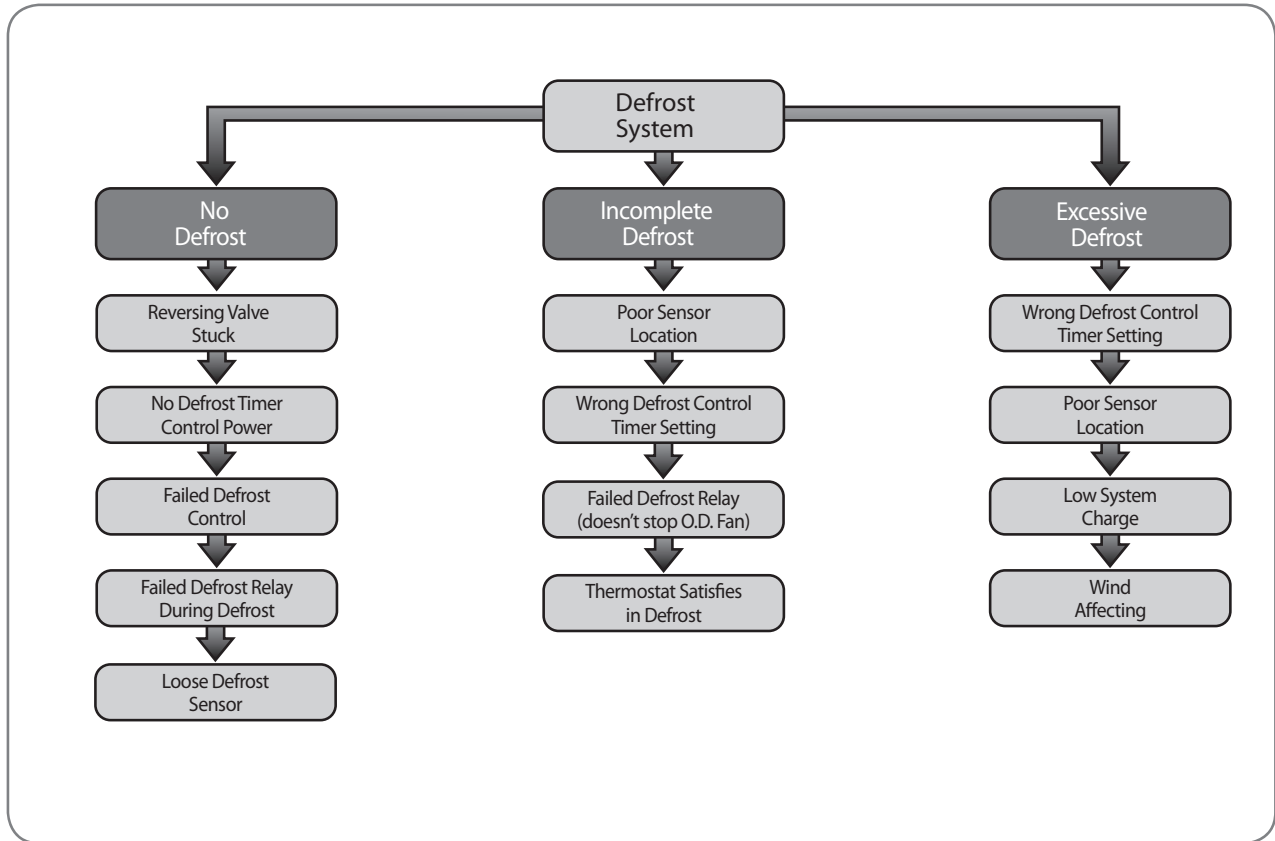 Defrost
System
No
Defrost
Reversing Valve
Stuck
No Defrost Timer
Control Power
Failed Defrost
Control
Failed Defrost Relay
During Defrost
Loose Defrost
Sensor
Incomplete
Defrost
Poor Sensor
Location
Wrong Defrost Control
Timer Setting
Failed Defrost Relay
(doesn't stop O.D. Fan)
Thermostat Satisfies
in Defrost
Excessive
Defrost
Wrong Defrost Control
Timer Setting
Poor Sensor
Location
Low System
Charge
Wind
Affecting